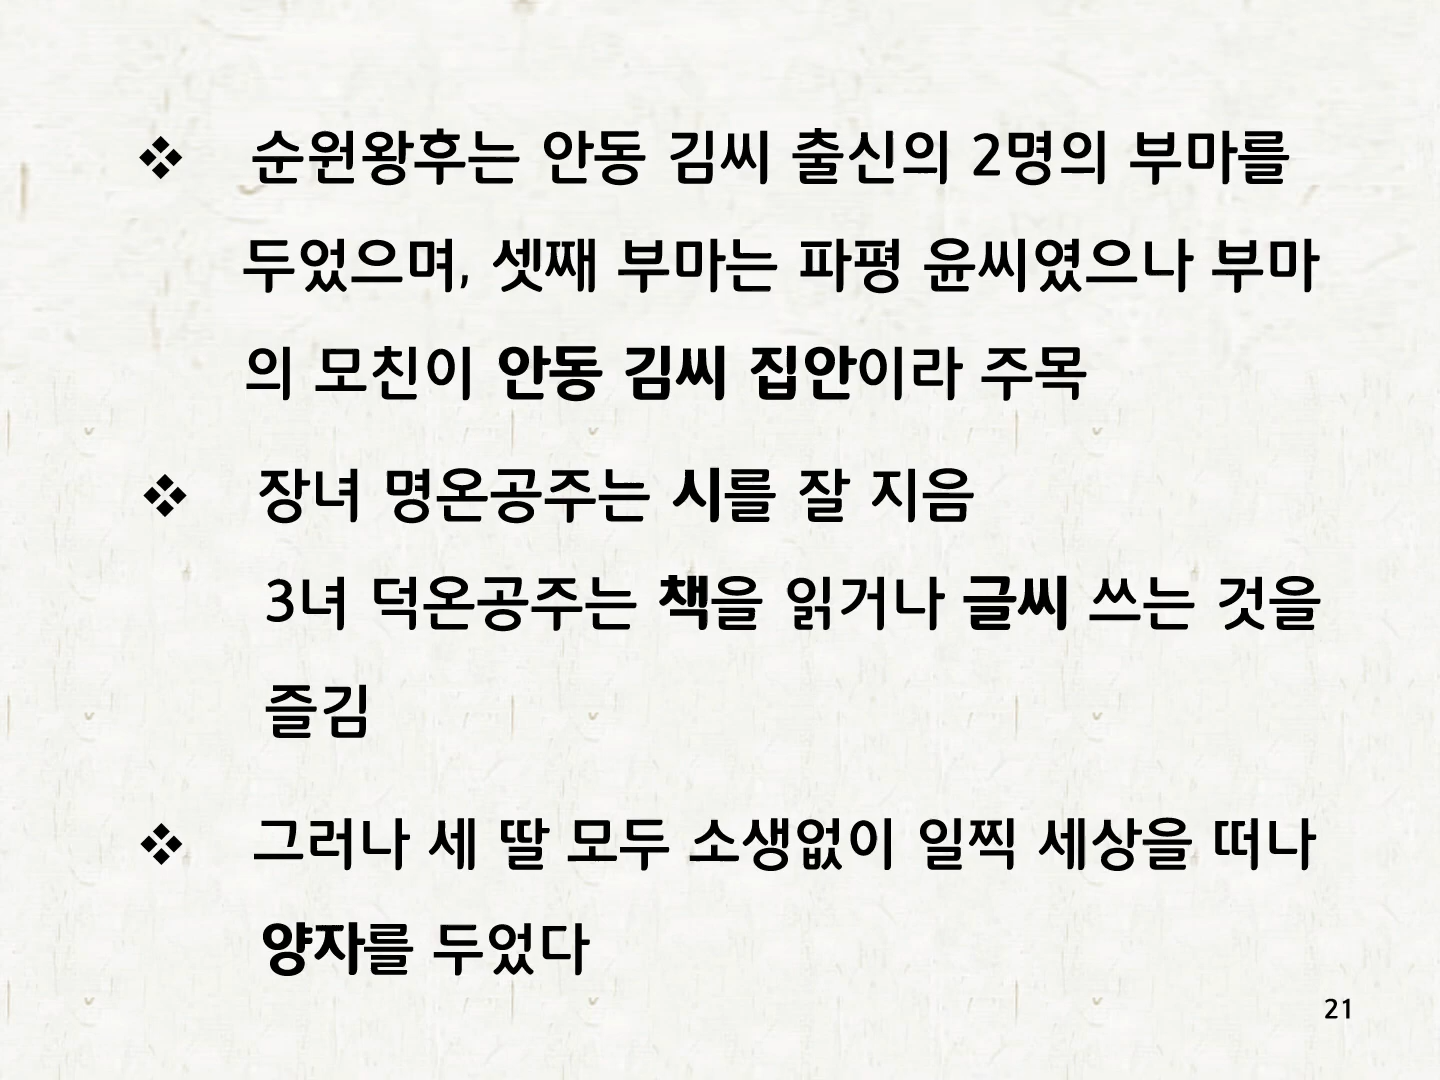 ❖ 순원왕후는 안동 김씨 출신의 2명의 부마를
두었으며, 셋째 부마는 파평 윤씨였으나 부마
의 모친이 안동 김씨 집안이라 주목
❖ 장녀 명온공주는 시를 잘 지음
3녀 덕온공주는 책을 읽거나 글씨 쓰는 것을
즐김
❖ 그러나 세 딸 모두 소생없이 일찍 세상을 떠나
양자를 두었다
21